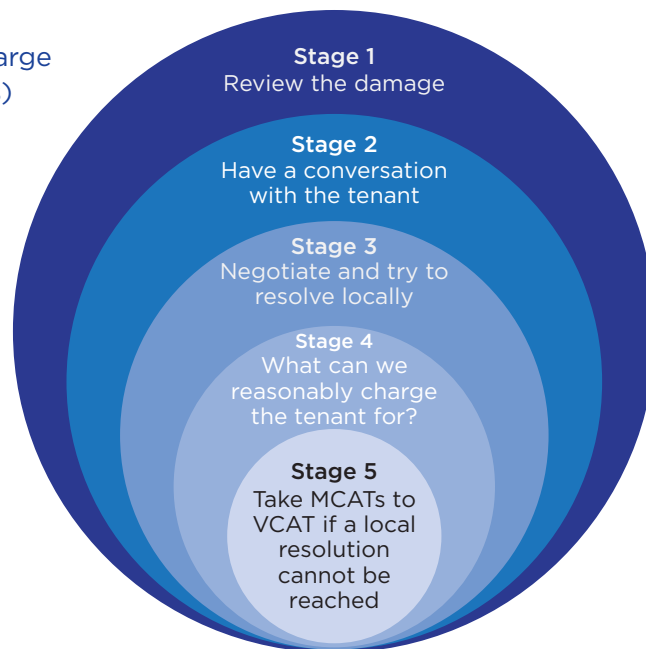 arge
)
Stage 1
Review the damage
Stage 2
Have a conversation
with the tenant
Stage 3
Negotiate and try to
resolve locally
Stage 4
What can we
reasonably charge
the tenant for?
Stage 5
Take MCATs to
VCAT if a local
resolution
cannot be
reached